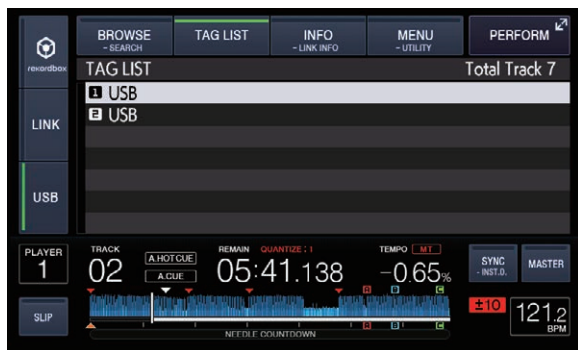 BROWSE
- SEARCH
TAG LIST
INFO
- LINK INFO
MENU
- UTILITY
PERFORM
rekordbox
LINK
USB
TAG LIST
Total Track 7
1 USB
2 USB
PLAYER
1
SLIP
TRACK
02
A.HOTCUE
A.CUE
REMAIN
QUANTIZE : 1
05:41.138
TEMPO
MT
-0.65%
SYNC
- INST.D.
MASTER
A B C
A B C
NEEDLE COUNTDOWN
±10
121.2
BPM